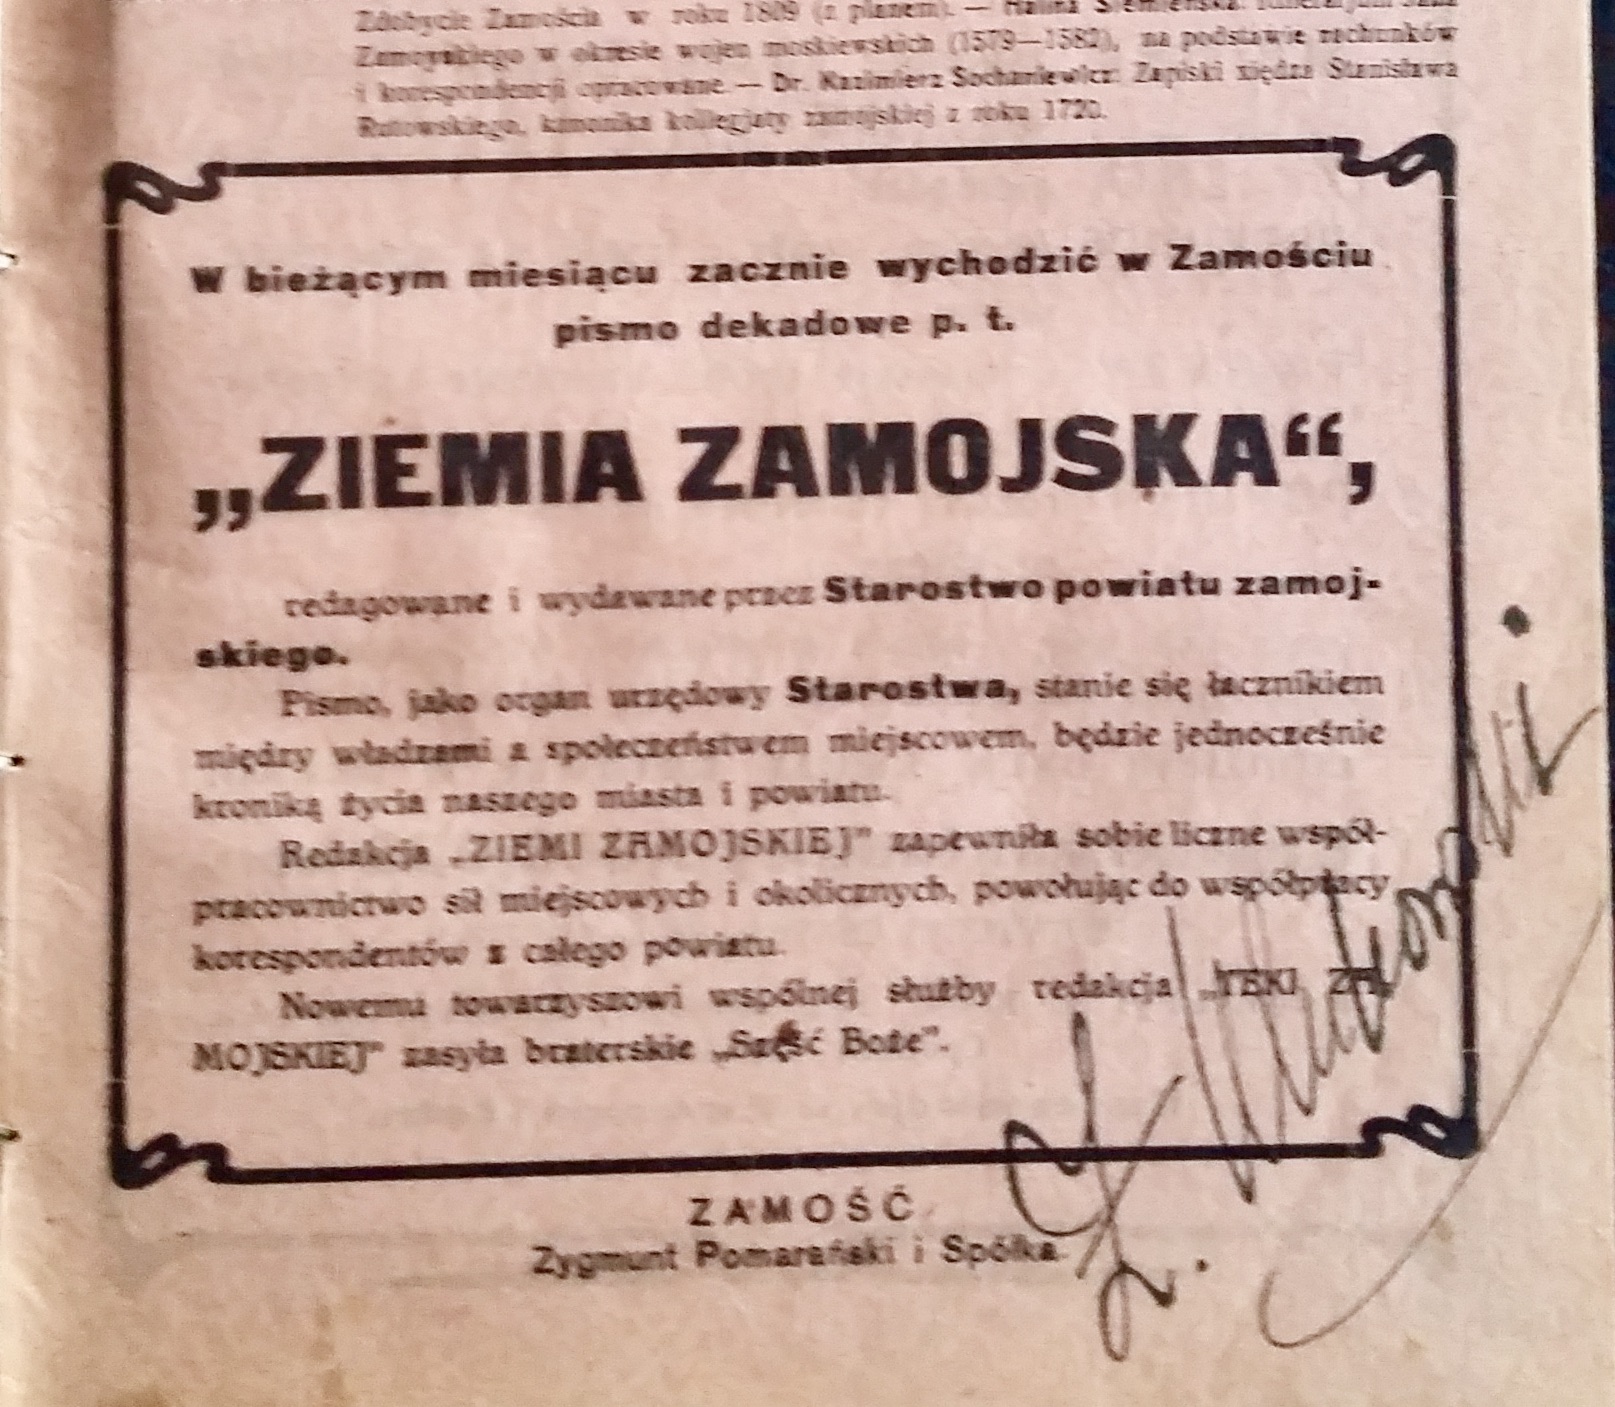 Zdobycie Zamościa w roku 1809 (z planem). — Halina
Zamoyskiego w okresie wojen moskiewskich (1579—1582), na podstawie rachunków
i korespondencji opracowane. — Dr. Kazimierz Sochaniewicz: Zapiski xiędza Stanisława
Rutowskiego, kanonika kollegjaty zamojskiej z roku 1720.
W bieżącym miesiącu zacznie wychodzić w Zamościu
pismo dekadowe p. t.
„ZIEMIA ZAMOJSKA“,
redagowane i wydawane przez Starostwo powiatu zamoj-
skiego.
Pismo, jako organ urzędowy Starostwa, stanie się łacznikiem
między władzami a społeczeństwem miejscowem, będzie jednocześnie
kroniką życia naszego miasta i powiatu.
Redakcja „ZIEMI ZAMOJSKIEJ” zapewniła sobie liczne współ-
pracownictwo sił miejscowych i okolicznych, powołując do współpracy
korespondentów z całego powiatu.
Nowemu towarzyszowi wspólnej służby redakcja „TEKI ZA-
MOJSKIEJ” zasyła braterskie „Szęść Boże”.
ZAMOŚĆ
Zygmunt Pomarański i Spółka